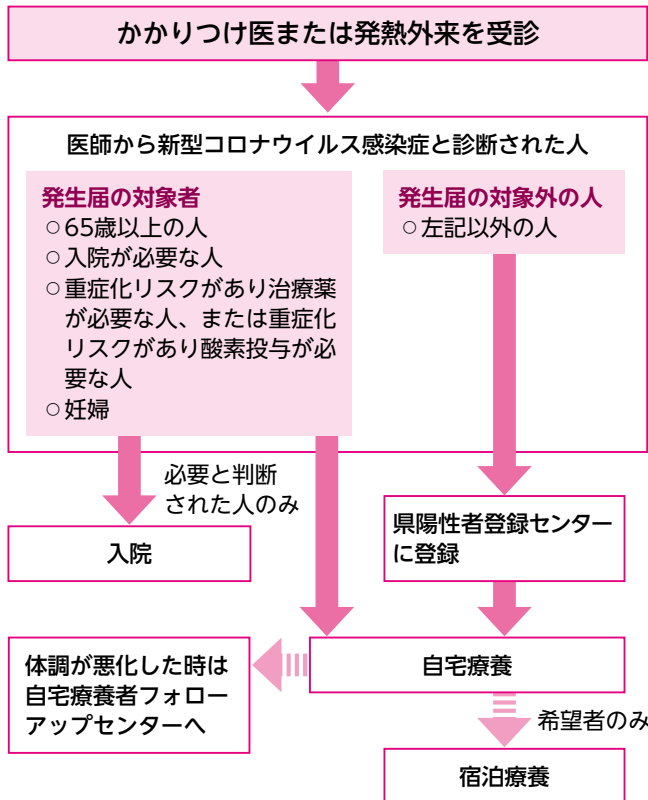 かかりつけ医または発熱外来を受診
医師から新型コロナウイルス感染症と診断された人
発生届の対象者
○65歳以上の人
○入院が必要な人
○重症化リスクがあり治療薬
が必要な人、または重症化
リスクがあり酸素投与が必
要な人
○妊婦
発生届の対象外の人
○左記以外の人
必要と判断
された人のみ
入院
県陽性者登録センター
に登録
自宅療養
体調が悪化した時は
自宅療養者フォロー
アップセンターへ
希望者のみ
宿泊療養